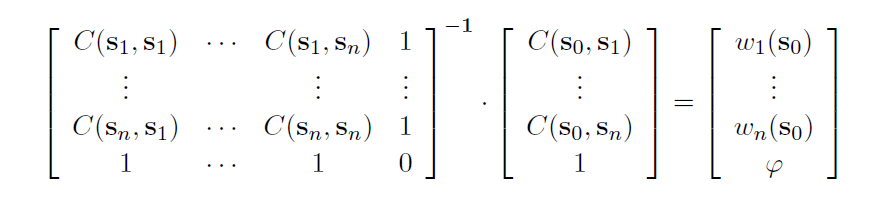 C(s₁,s₁) ⋯ C(s₁,sₙ) 1 −1 C(s₀,s₁) w₁(s₀)
⋮ ⋮ ⋮ · ⋮ = ⋮
C(sₙ,s₁) ⋯ C(sₙ,sₙ) 1 C(s₀,sₙ) wₙ(s₀)
1 ⋯ 1 0 1 φ